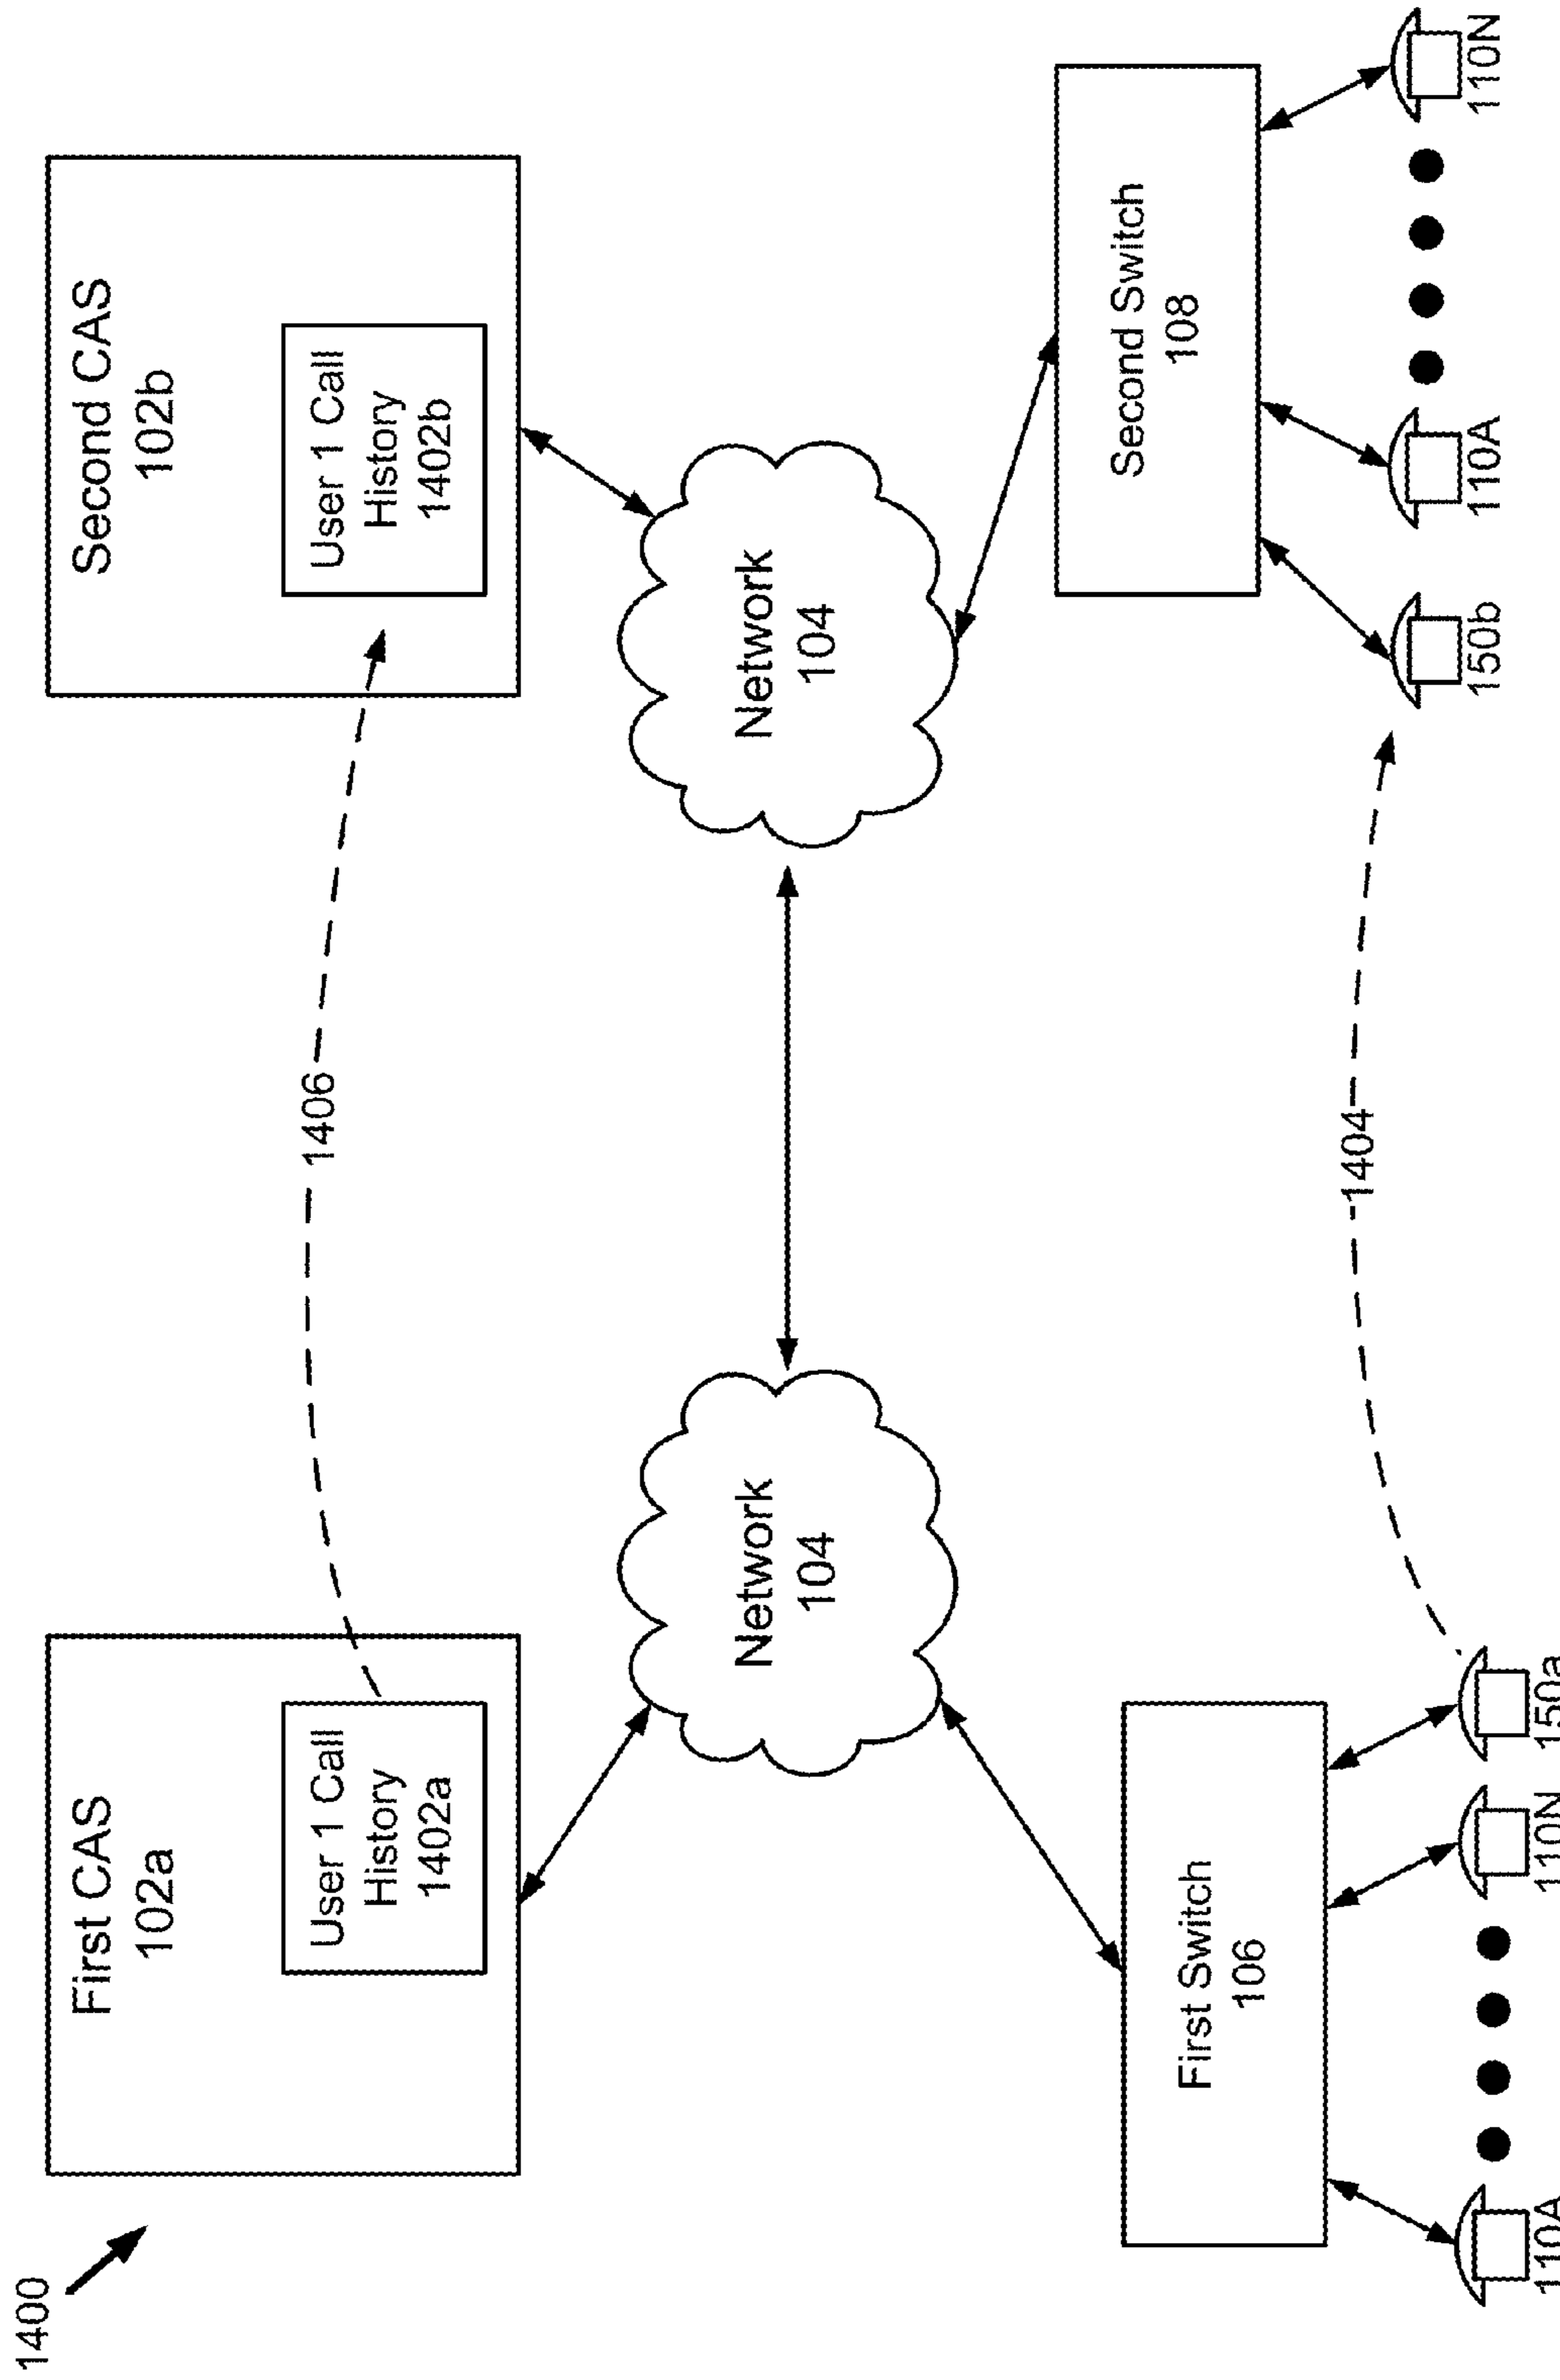 1400
First CAS
102a
User 1 Call
History
1402a
1406
Second CAS
102b
User 1 Call
History
1402b
Network
104
Network
104
First Switch
106
Second Switch
108
1404
110A
110N
150a
150b
110A
110N